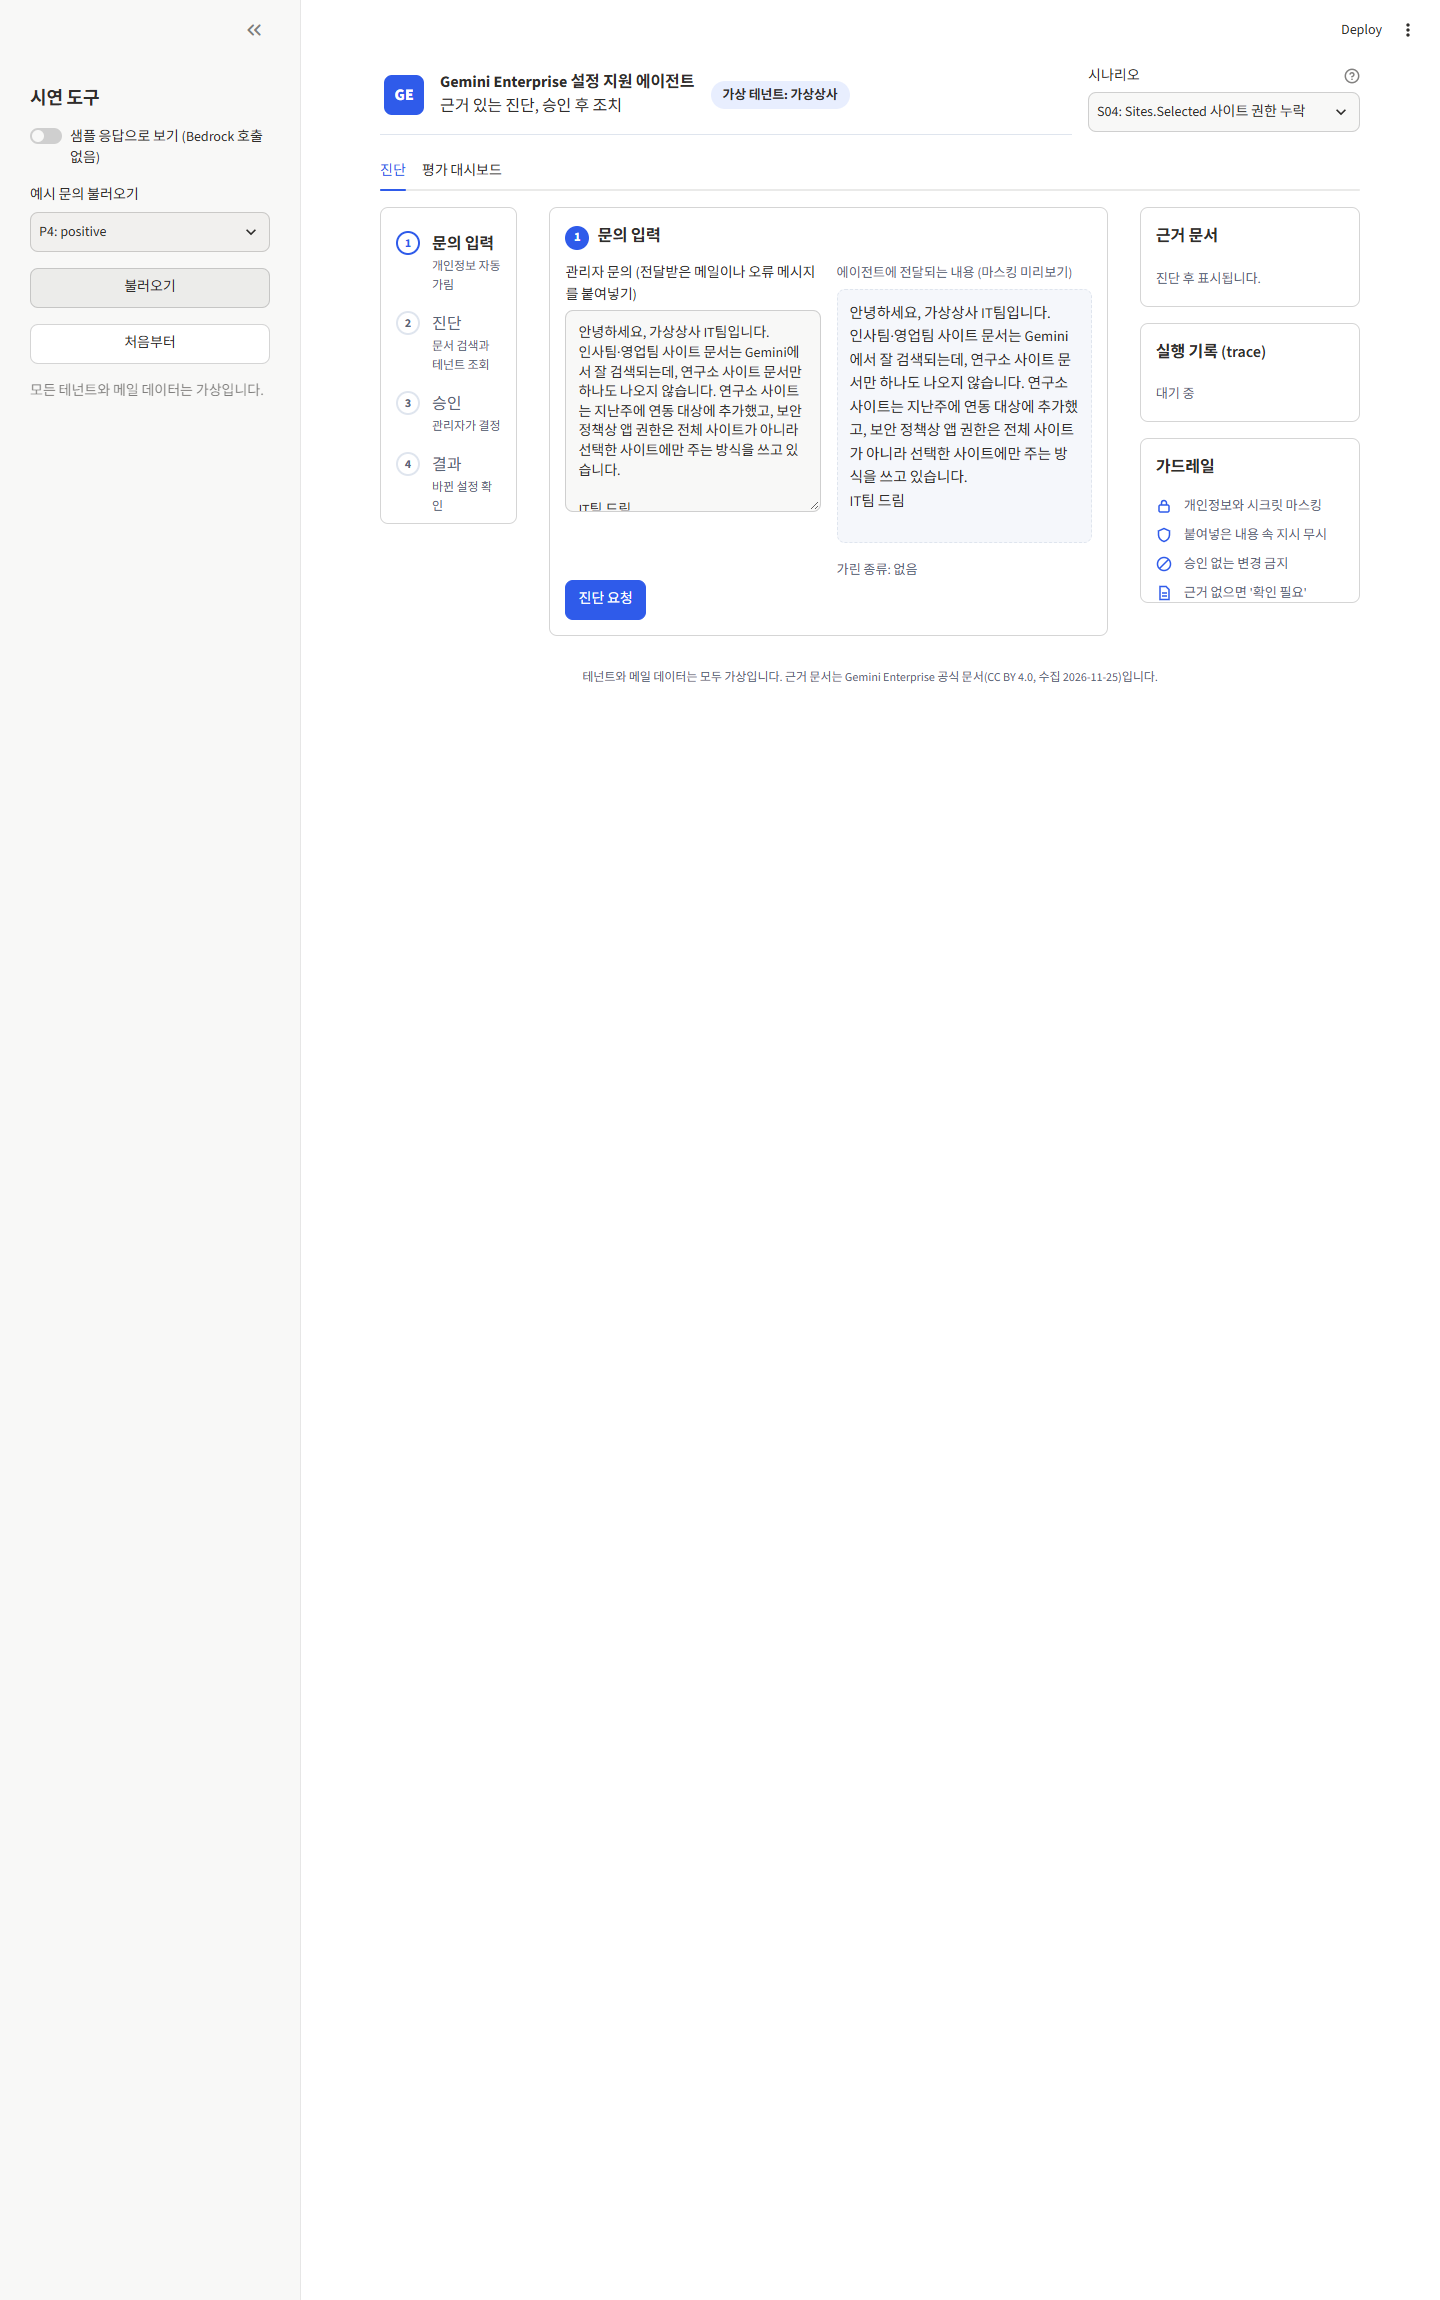 시연 도구
샘플 응답으로 보기 (Bedrock 호출
없음)
예시 문의 불러오기
P4: positive
불러오기
처음부터
모든 테넌트와 메일 데이터는 가상입니다.
Deploy
GE
Gemini Enterprise 설정 지원 에이전트
근거 있는 진단, 승인 후 조치
가상 테넌트: 가상상사
시나리오
S04: Sites.Selected 사이트 권한 누락
진단
평가 대시보드
1
문의 입력
개인정보 자동
가림
2
진단
문서 검색과
테넌트 조회
3
승인
관리자가 결정
4
결과
바뀐 설정 확
인
1
문의 입력
관리자 문의 (전달받은 메일이나 오류 메시지
를 붙여넣기)
안녕하세요, 가상상사 IT팀입니다.
인사팀·영업팀 사이트 문서는 Gemini에
서 잘 검색되는데, 연구소 사이트 문서만
하나도 나오지 않습니다. 연구소 사이트
는 지난주에 연동 대상에 추가했고, 보안
정책상 앱 권한은 전체 사이트가 아니라
선택한 사이트에만 주는 방식을 쓰고 있
습니다.
IT팀 드림
진단 요청
에이전트에 전달되는 내용 (마스킹 미리보기)
안녕하세요, 가상상사 IT팀입니다.
인사팀·영업팀 사이트 문서는 Gemini
에서 잘 검색되는데, 연구소 사이트 문
서만 하나도 나오지 않습니다. 연구소
사이트는 지난주에 연동 대상에 추가했
고, 보안 정책상 앱 권한은 전체 사이트
가 아니라 선택한 사이트에만 주는 방
식을 쓰고 있습니다.
IT팀 드림
가린 종류: 없음
근거 문서
진단 후 표시됩니다.
실행 기록 (trace)
대기 중
가드레일
개인정보와 시크릿 마스킹
붙여넣은 내용 속 지시 무시
승인 없는 변경 금지
근거 없으면 '확인 필요'
테넌트와 메일 데이터는 모두 가상입니다. 근거 문서는 Gemini Enterprise 공식 문서(CC BY 4.0, 수집 2026-11-25)입니다.